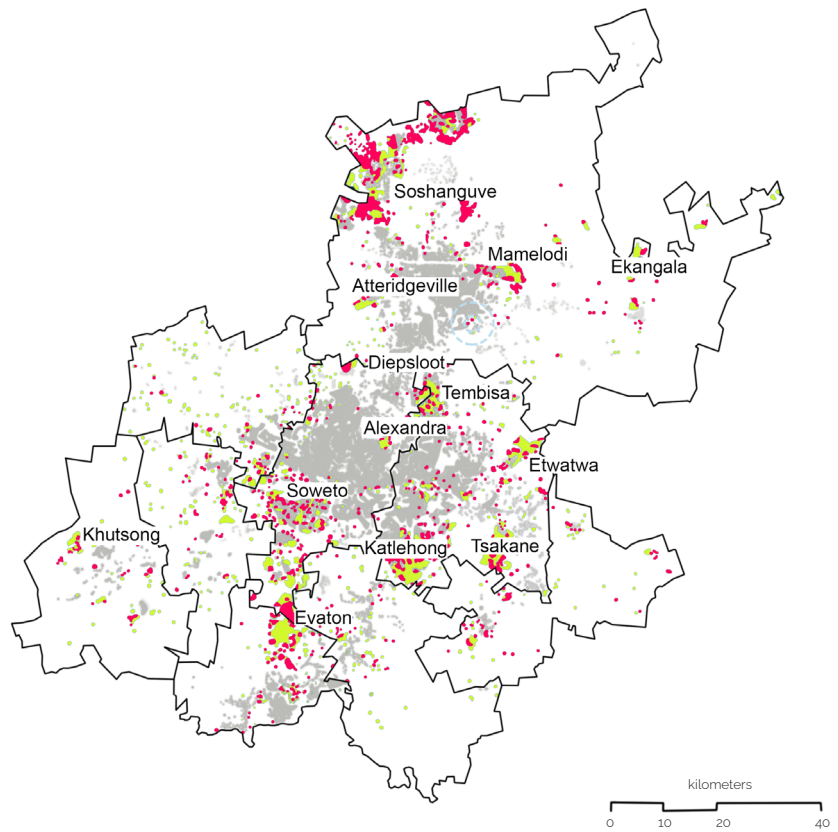 Soshanguve
Mamelodi
Ekangala
Atteridgeville
Diepsloot
Tembisa
Alexandra
Etwatwa
Soweto
Khutsong
Katlehong
Tsakane
Evaton
kilometers
0 10 20 40